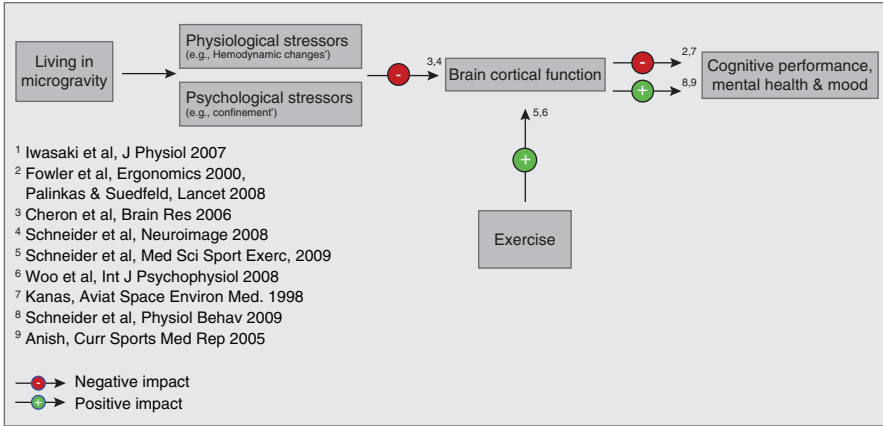 Living in
microgravity
Physiological stressors
(e.g., Hemodynamic changes')
Psychological stressors
(e.g., confinement')
-
3,4
Brain cortical function
-
2,7
+
8,9
Cognitive performance,
mental health & mood
5,6
+
Exercise
1 Iwasaki et al, J Physiol 2007
2 Fowler et al, Ergonomics 2000,
Palinkas & Suedfeld, Lancet 2008
3 Cheron et al, Brain Res 2006
4 Schneider et al, Neuroimage 2008
5 Schneider et al, Med Sci Sport Exerc, 2009
6 Woo et al, Int J Psychophysiol 2008
7 Kanas, Aviat Space Environ Med. 1998
8 Schneider et al, Physiol Behav 2009
9 Anish, Curr Sports Med Rep 2005
- Negative impact
+ Positive impact